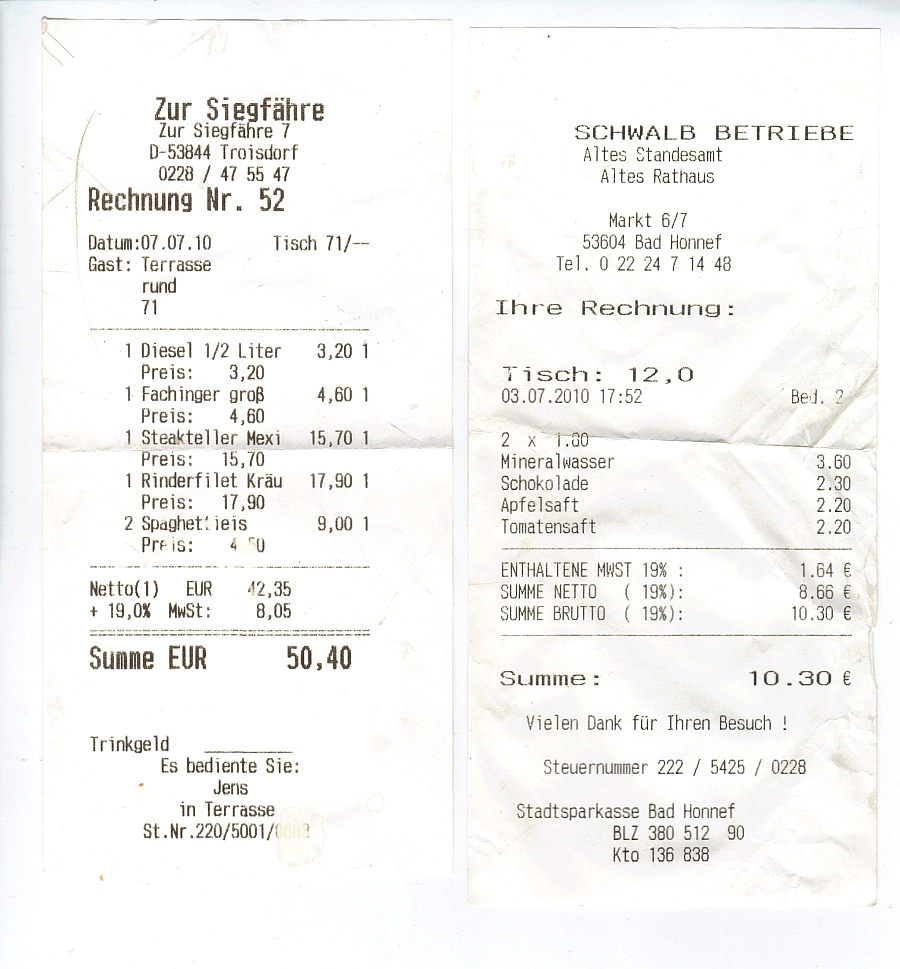 Zur Siegfähre
Zur Siegfähre 7
D-53844 Troisdorf
0228 / 47 55 47
Rechnung Nr. 52
Datum:07.07.10 Tisch 71/--
Gast: Terrasse
rund
71
1 Diesel 1/2 Liter 3,20 1
Preis: 3,20
1 Fachinger groß 4,60 1
Preis: 4,60
1 Steakteller Mexi 15,70 1
Preis: 15,70
1 Rinderfilet Kräu 17,90 1
Preis: 17,90
2 Spaghettieis 9,00 1
Preis:
Netto(1) EUR 42,35
+ 19,0% MwSt: 8,05
Summe EUR 50,40
Trinkgeld
Es bediente Sie:
Jens
in Terrasse
St.Nr.220/5001/
SCHWALB BETRIEBE
Altes Standesamt
Altes Rathaus
Markt 6/7
53604 Bad Honnef
Tel. 0 22 24 7 14 48
Ihre Rechnung:
Tisch: 12,0
03.07.2010 17:52 Bed. 2
2 x 1.80
Mineralwasser 3.60
Schokolade 2.30
Apfelsaft 2.20
Tomatensaft 2.20
ENTHALTENE MWST 19% : 1.64 €
SUMME NETTO ( 19%): 8.66 €
SUMME BRUTTO ( 19%): 10.30 €
Summe: 10.30 €
Vielen Dank für Ihren Besuch !
Steuernummer 222 / 5425 / 0228
Stadtsparkasse Bad Honnef
BLZ 380 512 90
Kto 136 838